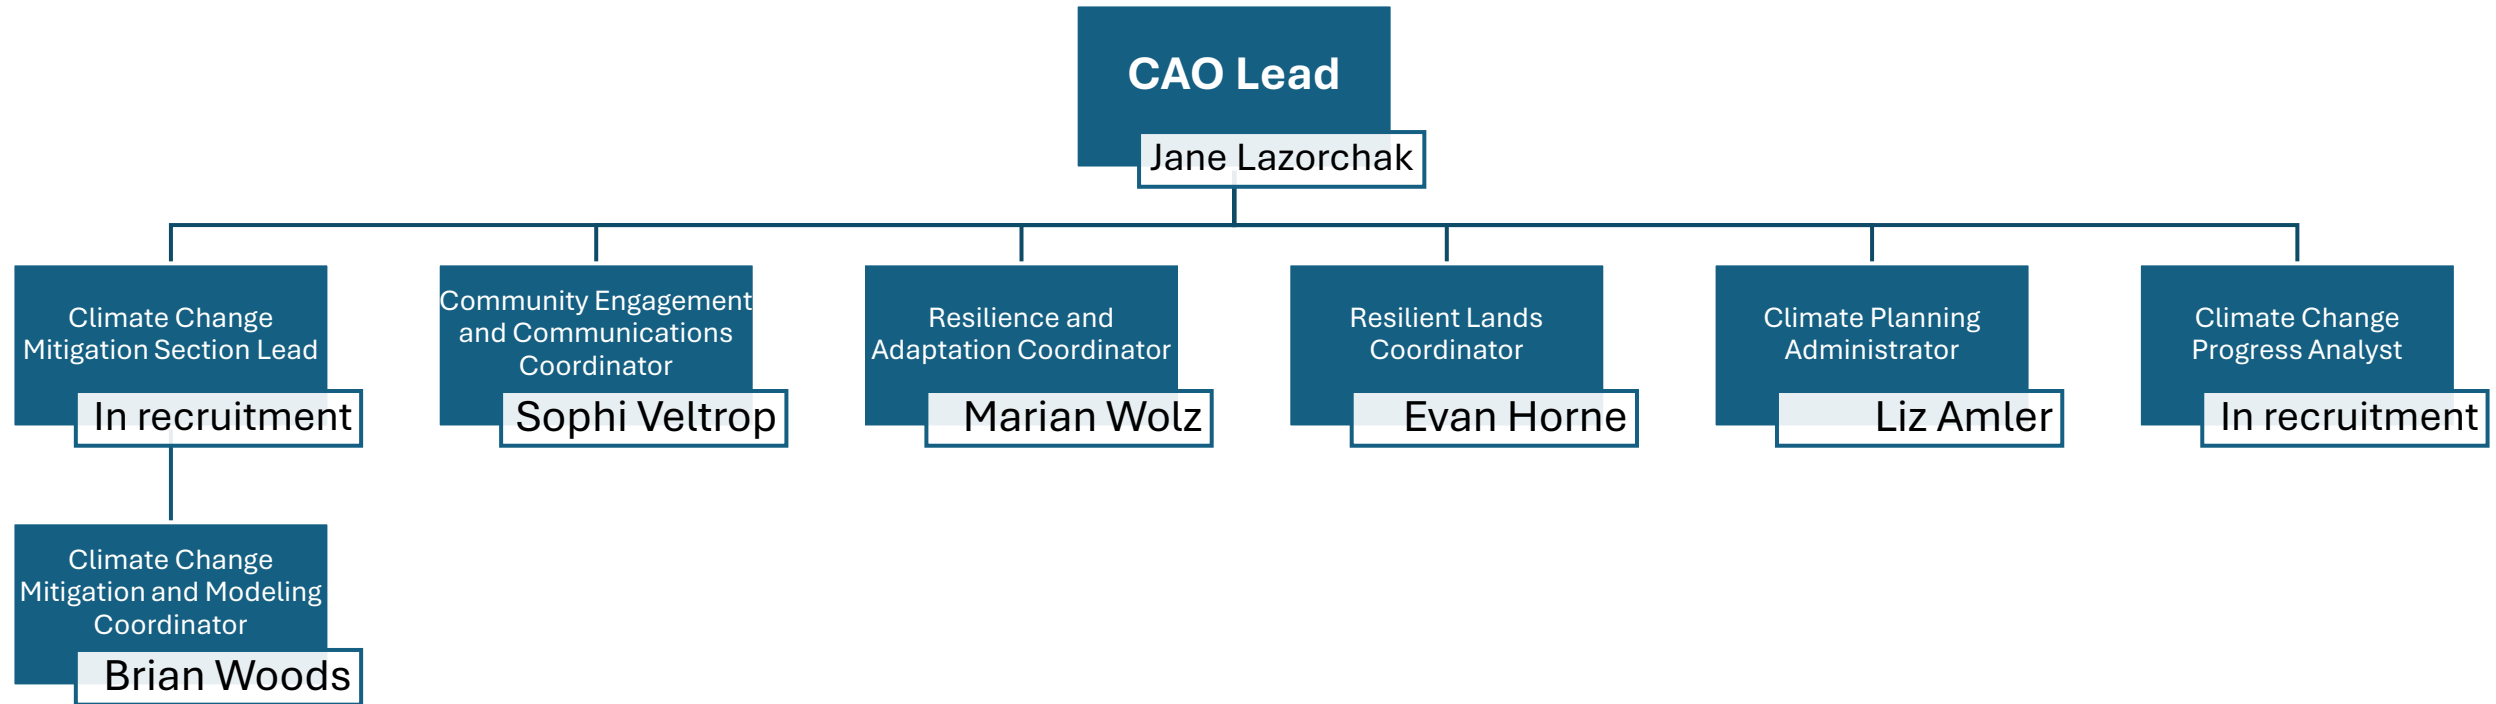 CAO Lead
Jane Lazorchak
Climate Change
Mitigation Section Lead
In recruitment
Community Engagement
and Communications
Coordinator
Sophi Veltrop
Resilience and
Adaptation Coordinator
Marian Wolz
Resilient Lands
Coordinator
Evan Horne
Climate Planning
Administrator
Liz Amler
Climate Change
Progress Analyst
In recruitment
Climate Change
Mitigation and Modeling
Coordinator
Brian Woods